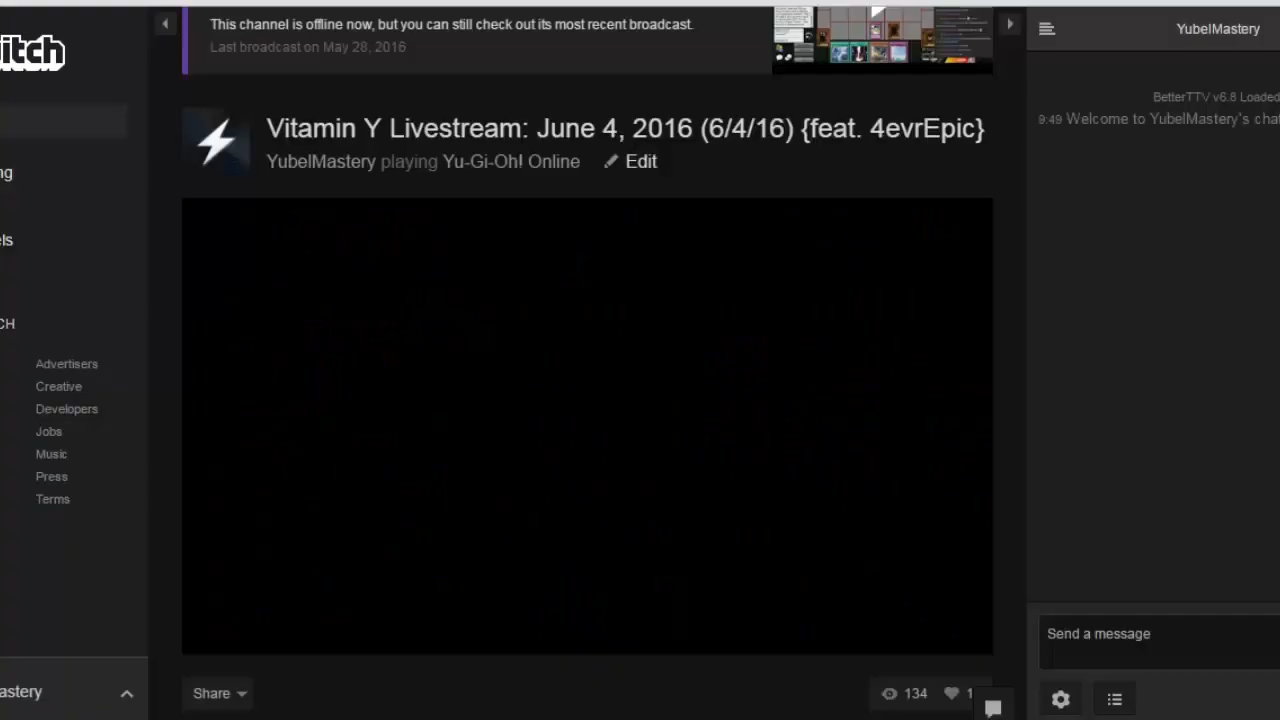 This channel is offline now, but you can still check out its most recent broadcast.
Last broadcast on May 28, 2016
Vitamin Y Livestream: June 4, 2016 (6/4/16) {feat. 4evrEpic}
YubelMastery playing Yu-Gi-Oh! Online
Edit
itch
ng
els
CH
Advertisers
Creative
Developers
Jobs
Music
Press
Terms
astery
Share
134
1
YubelMastery
BetterTTV v6.8 Loaded
9:49 Welcome to YubelMastery's chat
Send a message